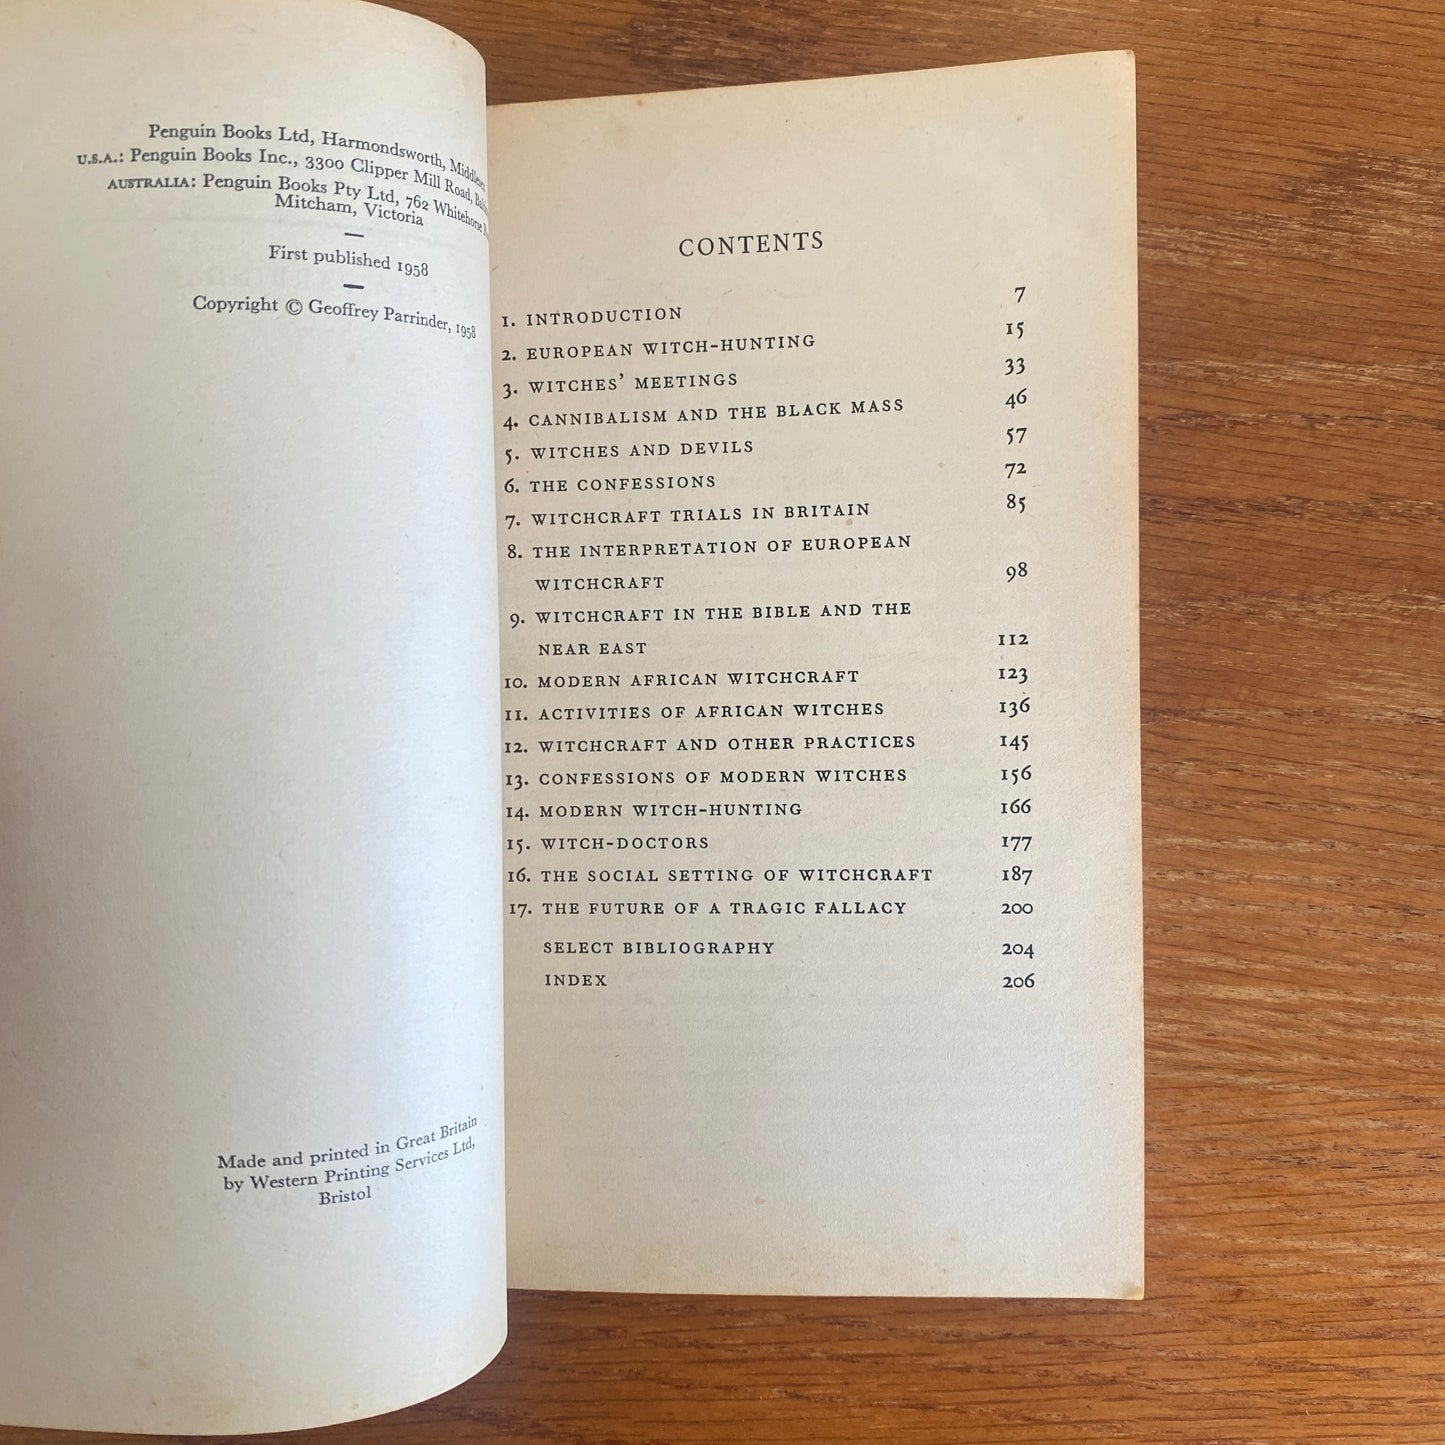 Penguin Books Ltd, Harmondsworth, Middlesex
U.S.A.: Penguin Books Inc., 3300 Clipper Mill Road,
AUSTRALIA: Penguin Books Pty Ltd, 762 Whitehorse
Mitcham, Victoria
First published 1958
Copyright © Geoffrey Parrinder, 1958
Made and printed in Great Britain
by Western Printing Services Ltd,
Bristol
CONTENTS
1. INTRODUCTION 7
2. EUROPEAN WITCH-HUNTING 15
3. WITCHES' MEETINGS 33
4. CANNIBALISM AND THE BLACK MASS 46
5. WITCHES AND DEVILS 57
6. THE CONFESSIONS 72
7. WITCHCRAFT TRIALS IN BRITAIN 85
8. THE INTERPRETATION OF EUROPEAN
WITCHCRAFT 98
9. WITCHCRAFT IN THE BIBLE AND THE
NEAR EAST 112
10. MODERN AFRICAN WITCHCRAFT 123
11. ACTIVITIES OF AFRICAN WITCHES 136
12. WITCHCRAFT AND OTHER PRACTICES 145
13. CONFESSIONS OF MODERN WITCHES 156
14. MODERN WITCH-HUNTING 166
15. WITCH-DOCTORS 177
16. THE SOCIAL SETTING OF WITCHCRAFT 187
17. THE FUTURE OF A TRAGIC FALLACY 200
SELECT BIBLIOGRAPHY 204
INDEX 206